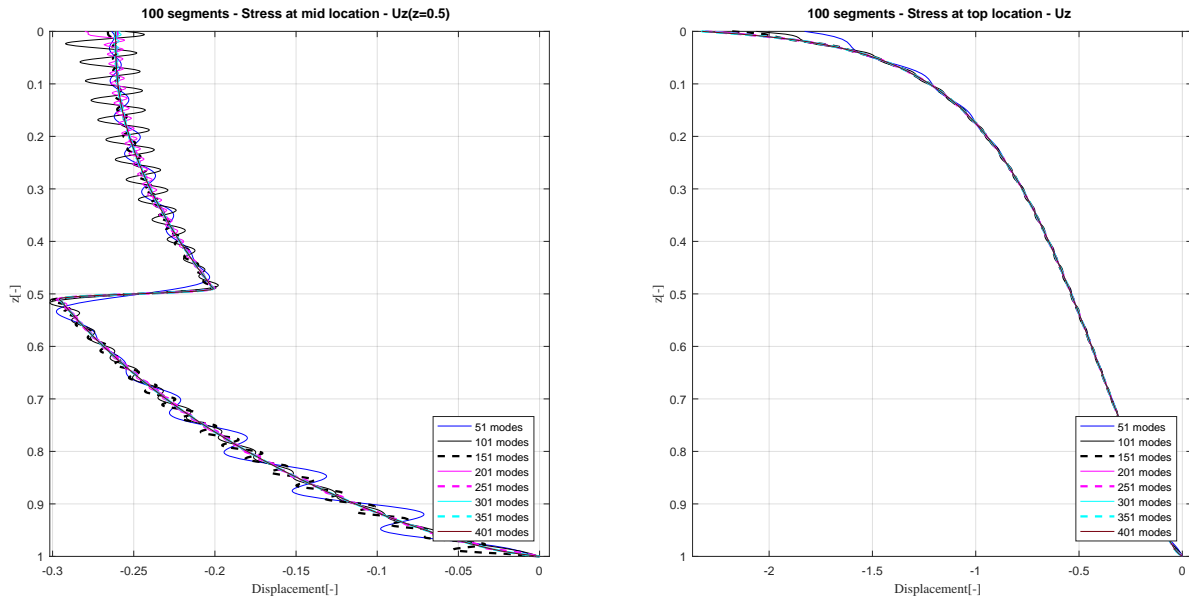 100 segments - Stress at mid location - Uz(z=0.5)
0
0.1
0.2
0.3
0.4
0.5
0.6
0.7
0.8
0.9
1
z[-]
-0.3
-0.25
-0.2
-0.15
-0.1
-0.05
0
Displacement[-]
51 modes
101 modes
151 modes
201 modes
251 modes
301 modes
351 modes
401 modes
100 segments - Stress at top location - Uz
0
0.1
0.2
0.3
0.4
0.5
0.6
0.7
0.8
0.9
1
z[-]
-2
-1.5
-1
-0.5
0
Displacement[-]
51 modes
101 modes
151 modes
201 modes
251 modes
301 modes
351 modes
401 modes